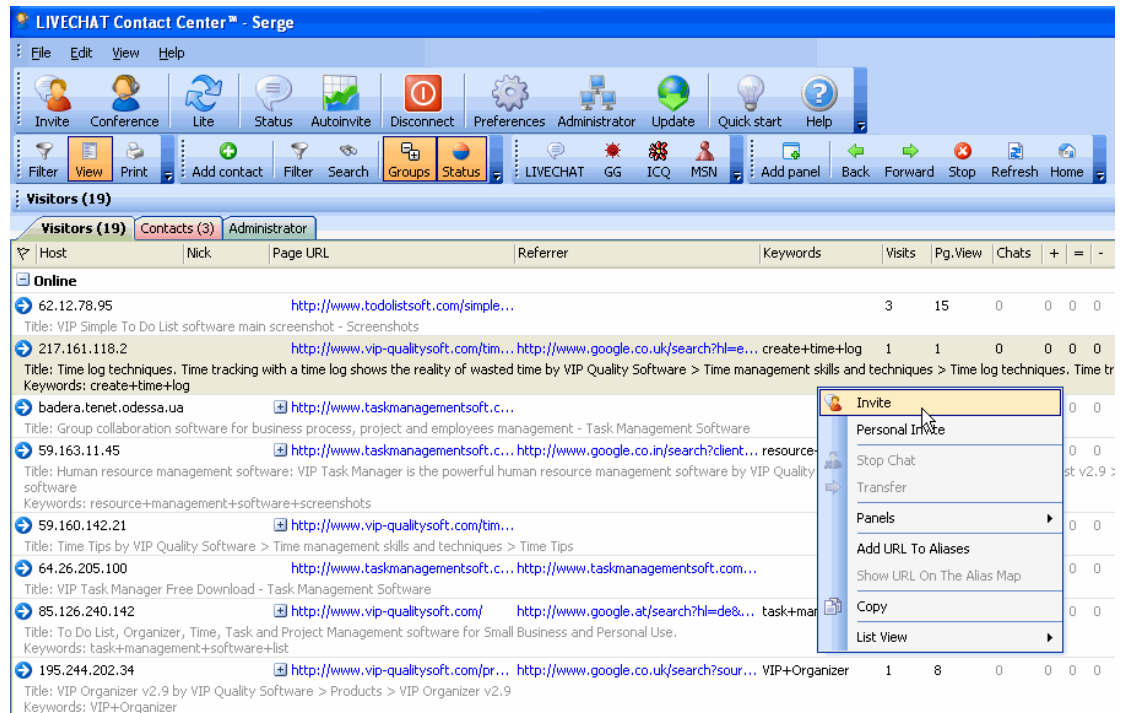 LIVECHAT Contact Center™ - Serge
File Edit View Help
Invite Conference Lite Status Autoinvite Disconnect Preferences Administrator Update Quick start Help
Filter View Print Add contact Filter Search Groups Status LIVECHAT GG ICQ MSN Add panel Back Forward Stop Refresh Home
Visitors (19)
Visitors (19) Contacts (3) Administrator
Host Nick Page URL Referrer Keywords Visits Pg.View Chats + = -
Online
62.12.78.95 http://www.todolistsoft.com/simple... 3 15 0 0 0 0
Title: VIP Simple To Do List software main screenshot - Screenshots
217.161.118.2 http://www.vip-qualitysoft.com/tim... http://www.google.co.uk/search?hl=e... create+time+log 1 1 0 0 0 0
Title: Time log techniques. Time tracking with a time log shows the reality of wasted time by VIP Quality Software > Time management skills and techniques > Time log techniques. Time tr
Keywords: create+time+log
badera.tenet.odessa.ua http://www.taskmanagementsoft.c... 0 0
Title: Group collaboration software for business process, project and employees management - Task Management Software
59.163.11.45 http://www.taskmanagementsoft.c... http://www.google.co.in/search?client... resource- 0 0
Title: Human resource management software: VIP Task Manager is the powerful human resource management software by VIP Quality st v2.9 >
software
Keywords: resource+management+software+screenshots
59.160.142.21 http://www.vip-qualitysoft.com/tim... 0 0
Title: Time Tips by VIP Quality Software > Time management skills and techniques > Time Tips
64.26.205.100 http://www.taskmanagementsoft.c... http://www.taskmanagementsoft.com... 0 0
Title: VIP Task Manager Free Download - Task Management Software
85.126.240.142 http://www.vip-qualitysoft.com/ http://www.google.at/search?hl=de&... task+mar 0 0
Title: To Do List, Organizer, Time, Task and Project Management software for Small Business and Personal Use.
Keywords: task+management+software+list
195.244.202.34 http://www.vip-qualitysoft.com/pr... http://www.google.co.uk/search?sour... VIP+Organizer 1 8 0 0 0 0
Title: VIP Organizer v2.9 by VIP Quality Software > Products > VIP Organizer v2.9
Keywords: VIP+Organizer
Invite
Personal Invite
Stop Chat
Transfer
Panels
Add URL To Aliases
Show URL On The Alias Map
Copy
List View